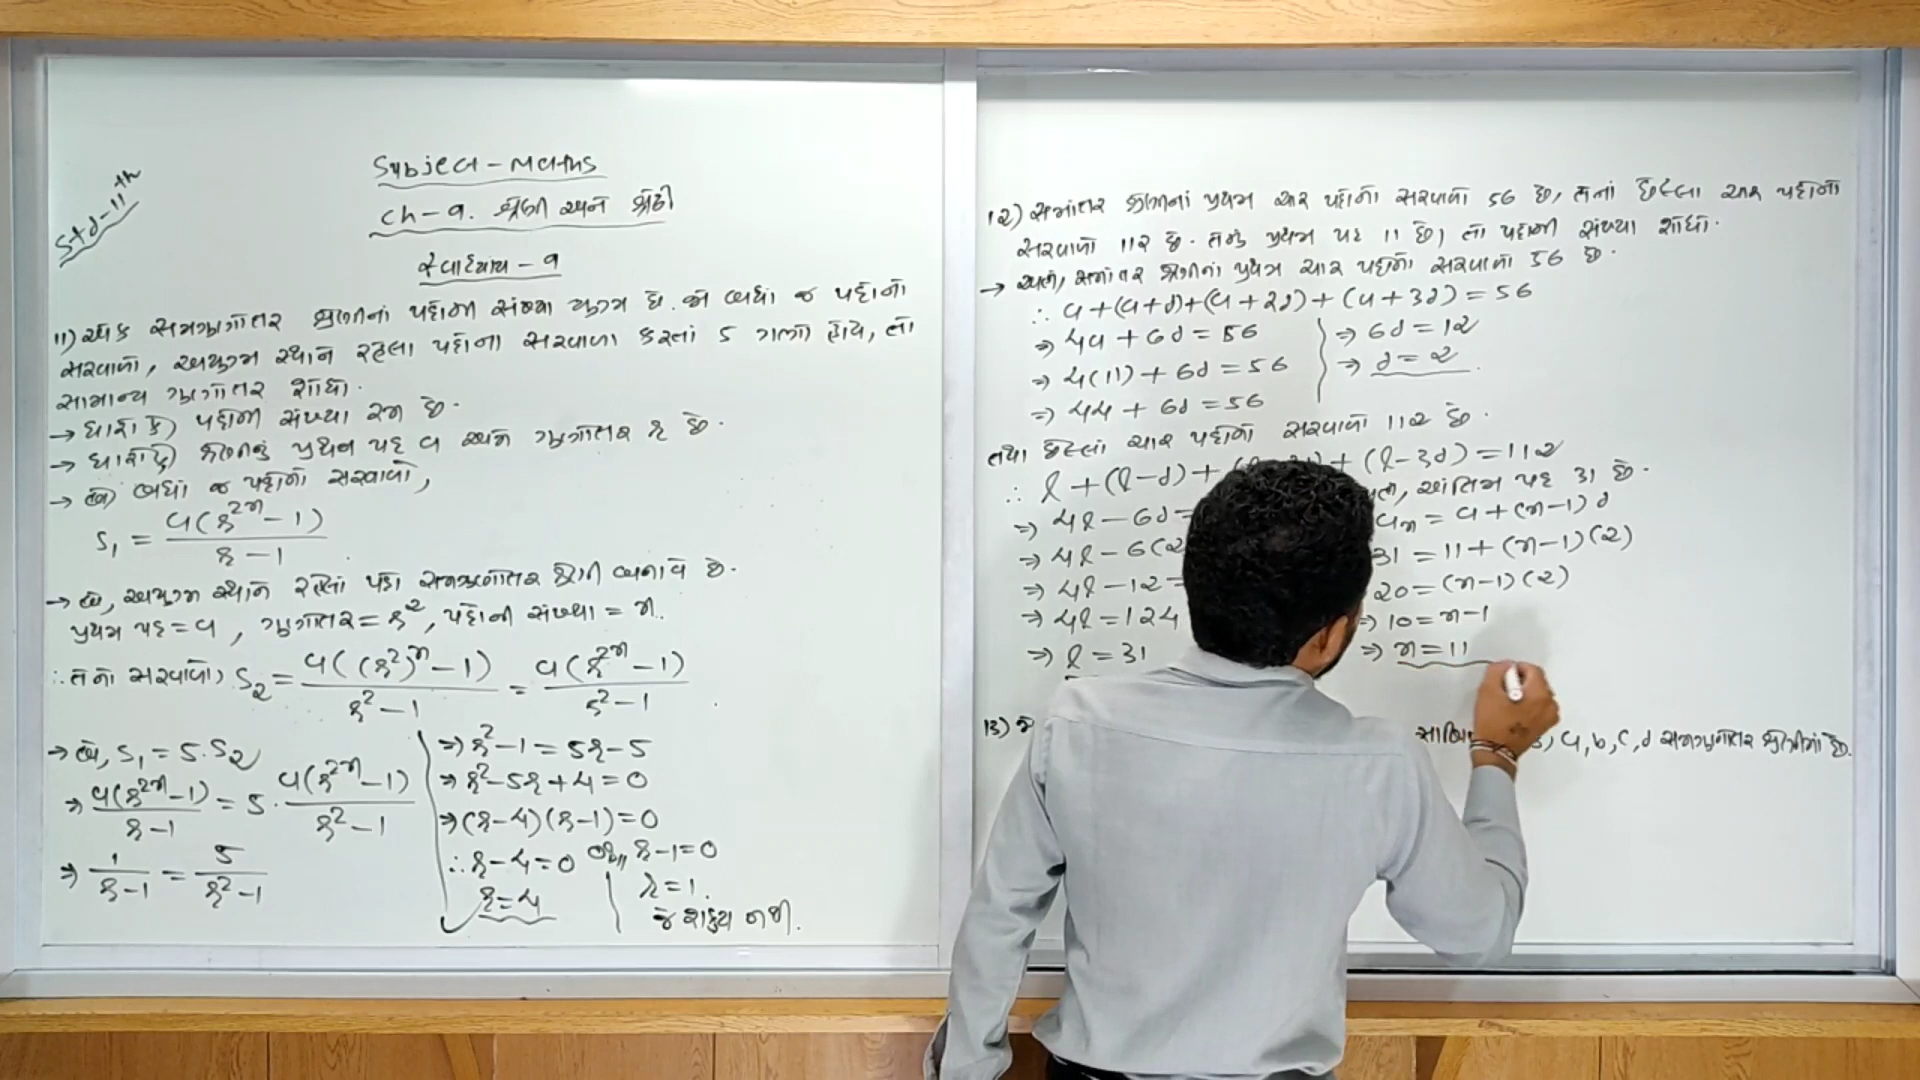 Std-11th
Subject - Maths
Ch-9. શ્રેણી અને શ્રેઢી
સ્વાધ્યાય - 9
11) એક સમગુણોત્તર શ્રેણીનાં પદોની સંખ્યા યુગ્મ છે. જો બધાં જ પદોનો
સરવાળો, અયુગ્મ સ્થાને રહેલા પદોના સરવાળા કરતાં 5 ગણો હોય, તો
સામાન્ય ગુણોત્તર શોધો.
→ ધારો કે, પદોની સંખ્યા 2n છે.
→ ધારો કે, શ્રેણીનું પ્રથમ પદ a અને ગુણોત્તર r છે.
→ હવે, બધાં જ પદોનો સરવાળો,
S₁ = a(r²ⁿ - 1) / r - 1
→ હવે, અયુગ્મ સ્થાને રહેલાં પદો સમગુણોત્તર શ્રેણી બનાવે છે.
પ્રથમ પદ = a, ગુણોત્તર = r², પદોની સંખ્યા = n.
∴ તેનો સરવાળો, S₂ = a((r²)ⁿ - 1) / r² - 1 = a(r²ⁿ - 1) / r² - 1
→ હવે, S₁ = 5·S₂
⇒ a(r²ⁿ - 1) / r - 1 = 5 · a(r²ⁿ - 1) / r² - 1
⇒ 1 / r - 1 = 5 / r² - 1
⇒ r² - 1 = 5r - 5
⇒ r² - 5r + 4 = 0
⇒ (r - 4)(r - 1) = 0
∴ r - 4 = 0 or, r - 1 = 0
r = 4
r = 1.
જે શક્ય નથી.
12) સમાંતર શ્રેણીનાં પ્રથમ ચાર પદોનો સરવાળો 56 છે, તેનાં છેલ્લા ચાર પદોનો
સરવાળો 112 છે. તેનું પ્રથમ પદ 11 છે, તો પદોની સંખ્યા શોધો.
→ અહીં, સમાંતર શ્રેણીનાં પ્રથમ ચાર પદોનો સરવાળો 56 છે.
∴ a + (a + d) + (a + 2d) + (a + 3d) = 56
⇒ 4a + 6d = 56
⇒ 4(11) + 6d = 56
⇒ 44 + 6d = 56
⇒ 6d = 12
⇒ d = 2
તથા છેલ્લાં ચાર પદોનો સરવાળો 112 છે.
∴ l + (l - d) + + (l - 3d) = 112
⇒ 4l - 6d =
⇒ 4l - 6(2
⇒ 4l - 12 =
⇒ 4l = 124
⇒ l = 31
અંતિમ પદ 31 છે.
aₙ = a + (n - 1)d
31 = 11 + (n - 1)(2)
20 = (n - 1)(2)
⇒ 10 = n - 1
⇒ n = 11
13) જો , a, b, c, d સમગુણોત્તર શ્રેણીમાં છે.